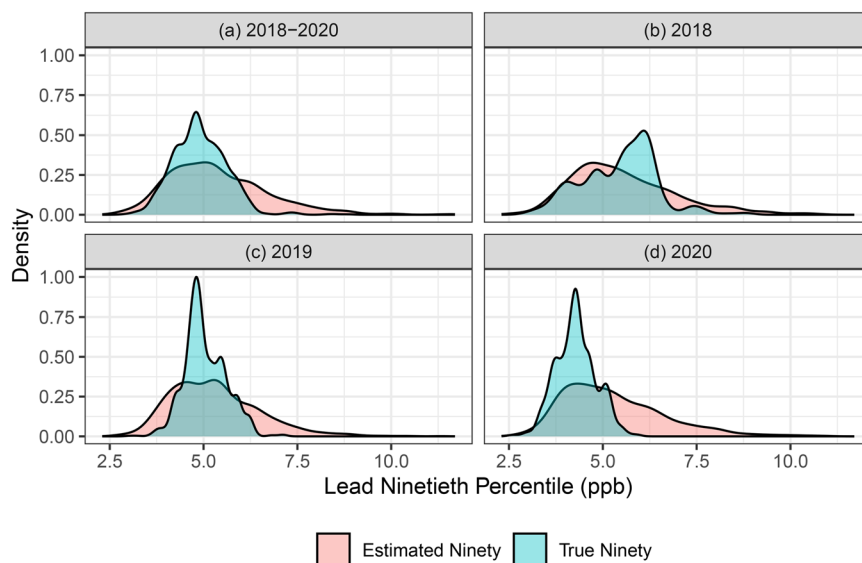 (a) 2018−2020
(b) 2018
1.00
0.75
0.50
0.25
0.00
(c) 2019
(d) 2020
1.00
0.75
0.50
0.25
0.00
Density
2.5 5.0 7.5 10.0
2.5 5.0 7.5 10.0
Lead Ninetieth Percentile (ppb)
Estimated Ninety
True Ninety